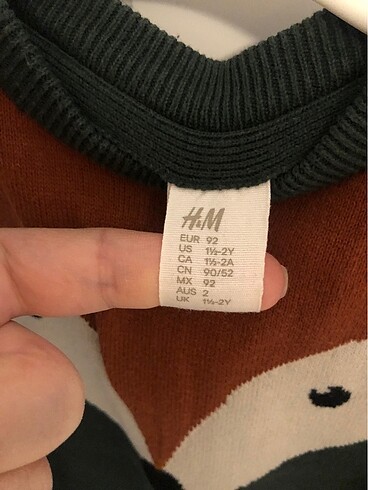 H&M
EUR 92
US 1½-2Y
CA 1½-2A
CN 90/52
MX 92
AUS 2
UK 1½-2Y